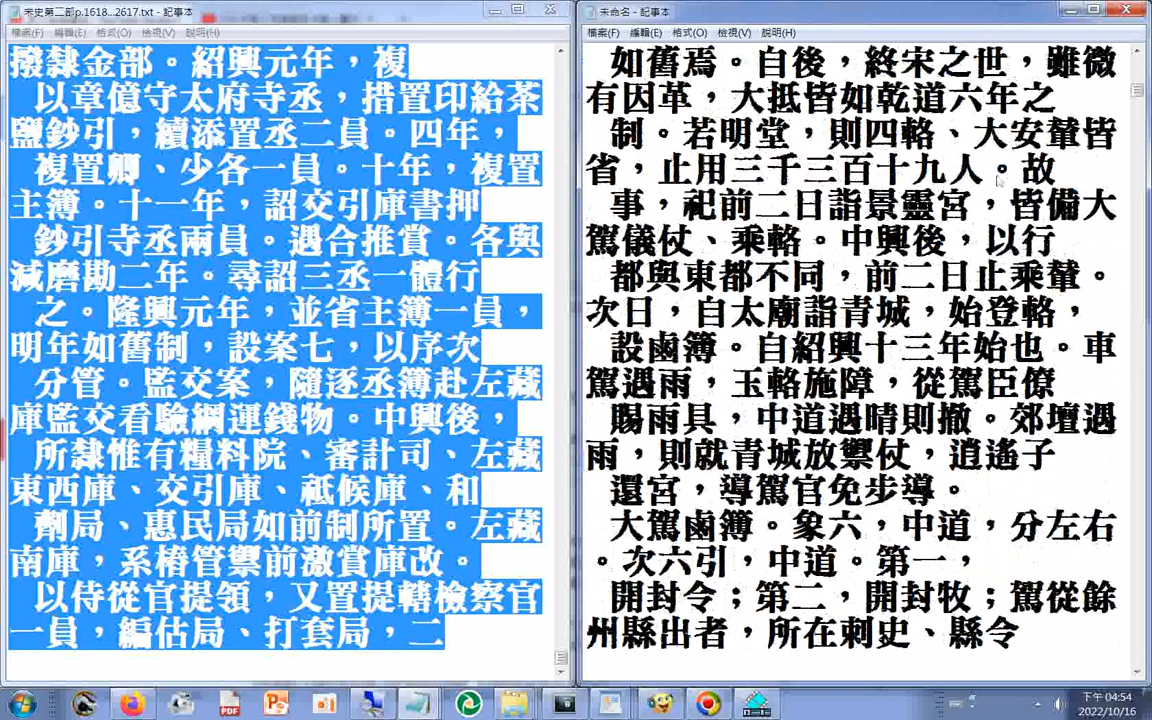 宋史第二部p.1618...2617.txt - 記事本
檔案(F) 編輯(E) 格式(O) 檢視(V) 說明(H)
撥隸金部。紹興元年，複
以章億守太府寺丞，措置印給茶
鹽鈔引，續添置丞二員。四年，
複置卿、少各一員。十年，複置
主簿。十一年，詔交引庫書押
鈔引寺丞兩員。遇合推賞。各與
減磨勘二年。尋詔三丞一體行
之。隆興元年，並省主簿一員，
明年如舊制，設案七，以序次
分管。監交案，隨逐丞簿赴左藏
庫監交看驗綱運錢物。中興後，
所隸惟有糧料院、審計司、左藏
東西庫、交引庫、祗候庫、和
劑局、惠民局如前制所置。左藏
南庫，系樁管禦前激賞庫改。
以侍從官提領，又置提轄檢察官
一員，編估局、打套局，二
未命名 - 記事本
檔案(F) 編輯(E) 格式(O) 檢視(V) 說明(H)
如舊焉。自後，終宋之世，雖微
有因革，大抵皆如乾道六年之
制。若明堂，則四輅、大安輦皆
省，止用三千三百十九人。故
事，祀前二日詣景靈宮，皆備大
駕儀仗、乘輅。中興後，以行
都與東都不同，前二日止乘輦。
次日，自太廟詣青城，始登輅，
設鹵簿。自紹興十三年始也。車
駕遇雨，玉輅施障，從駕臣僚
賜雨具，中道遇晴則撤。郊壇遇
雨，則就青城放禦仗，逍遙子
還宮，導駕官免步導。
大駕鹵簿。象六，中道，分左右
。次六引，中道。第一，
開封令；第二，開封牧；駕從餘
州縣出者，所在刺史、縣令
下午 04:54
2022/10/16